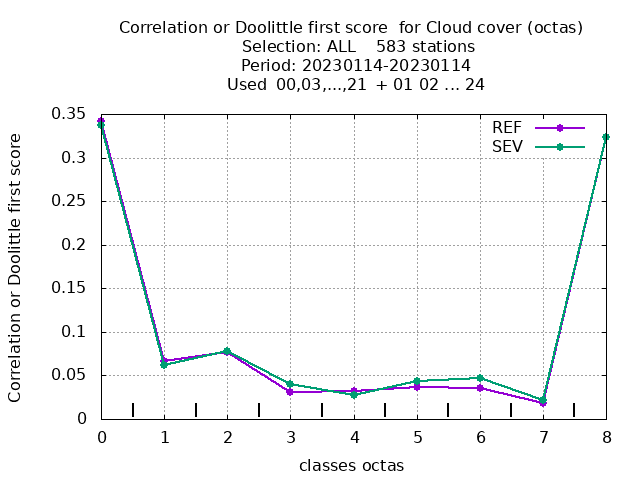 Correlation or Doolittle first score  for Cloud cover (octas)
Selection: ALL    583 stations
Period: 20230114-20230114
Used  00,03,...,21  + 01 02 ... 24
Correlation or Doolittle first score
0.35
0.3
0.25
0.2
0.15
0.1
0.05
0
REF
SEV
0 1 2 3 4 5 6 7 8
classes octas